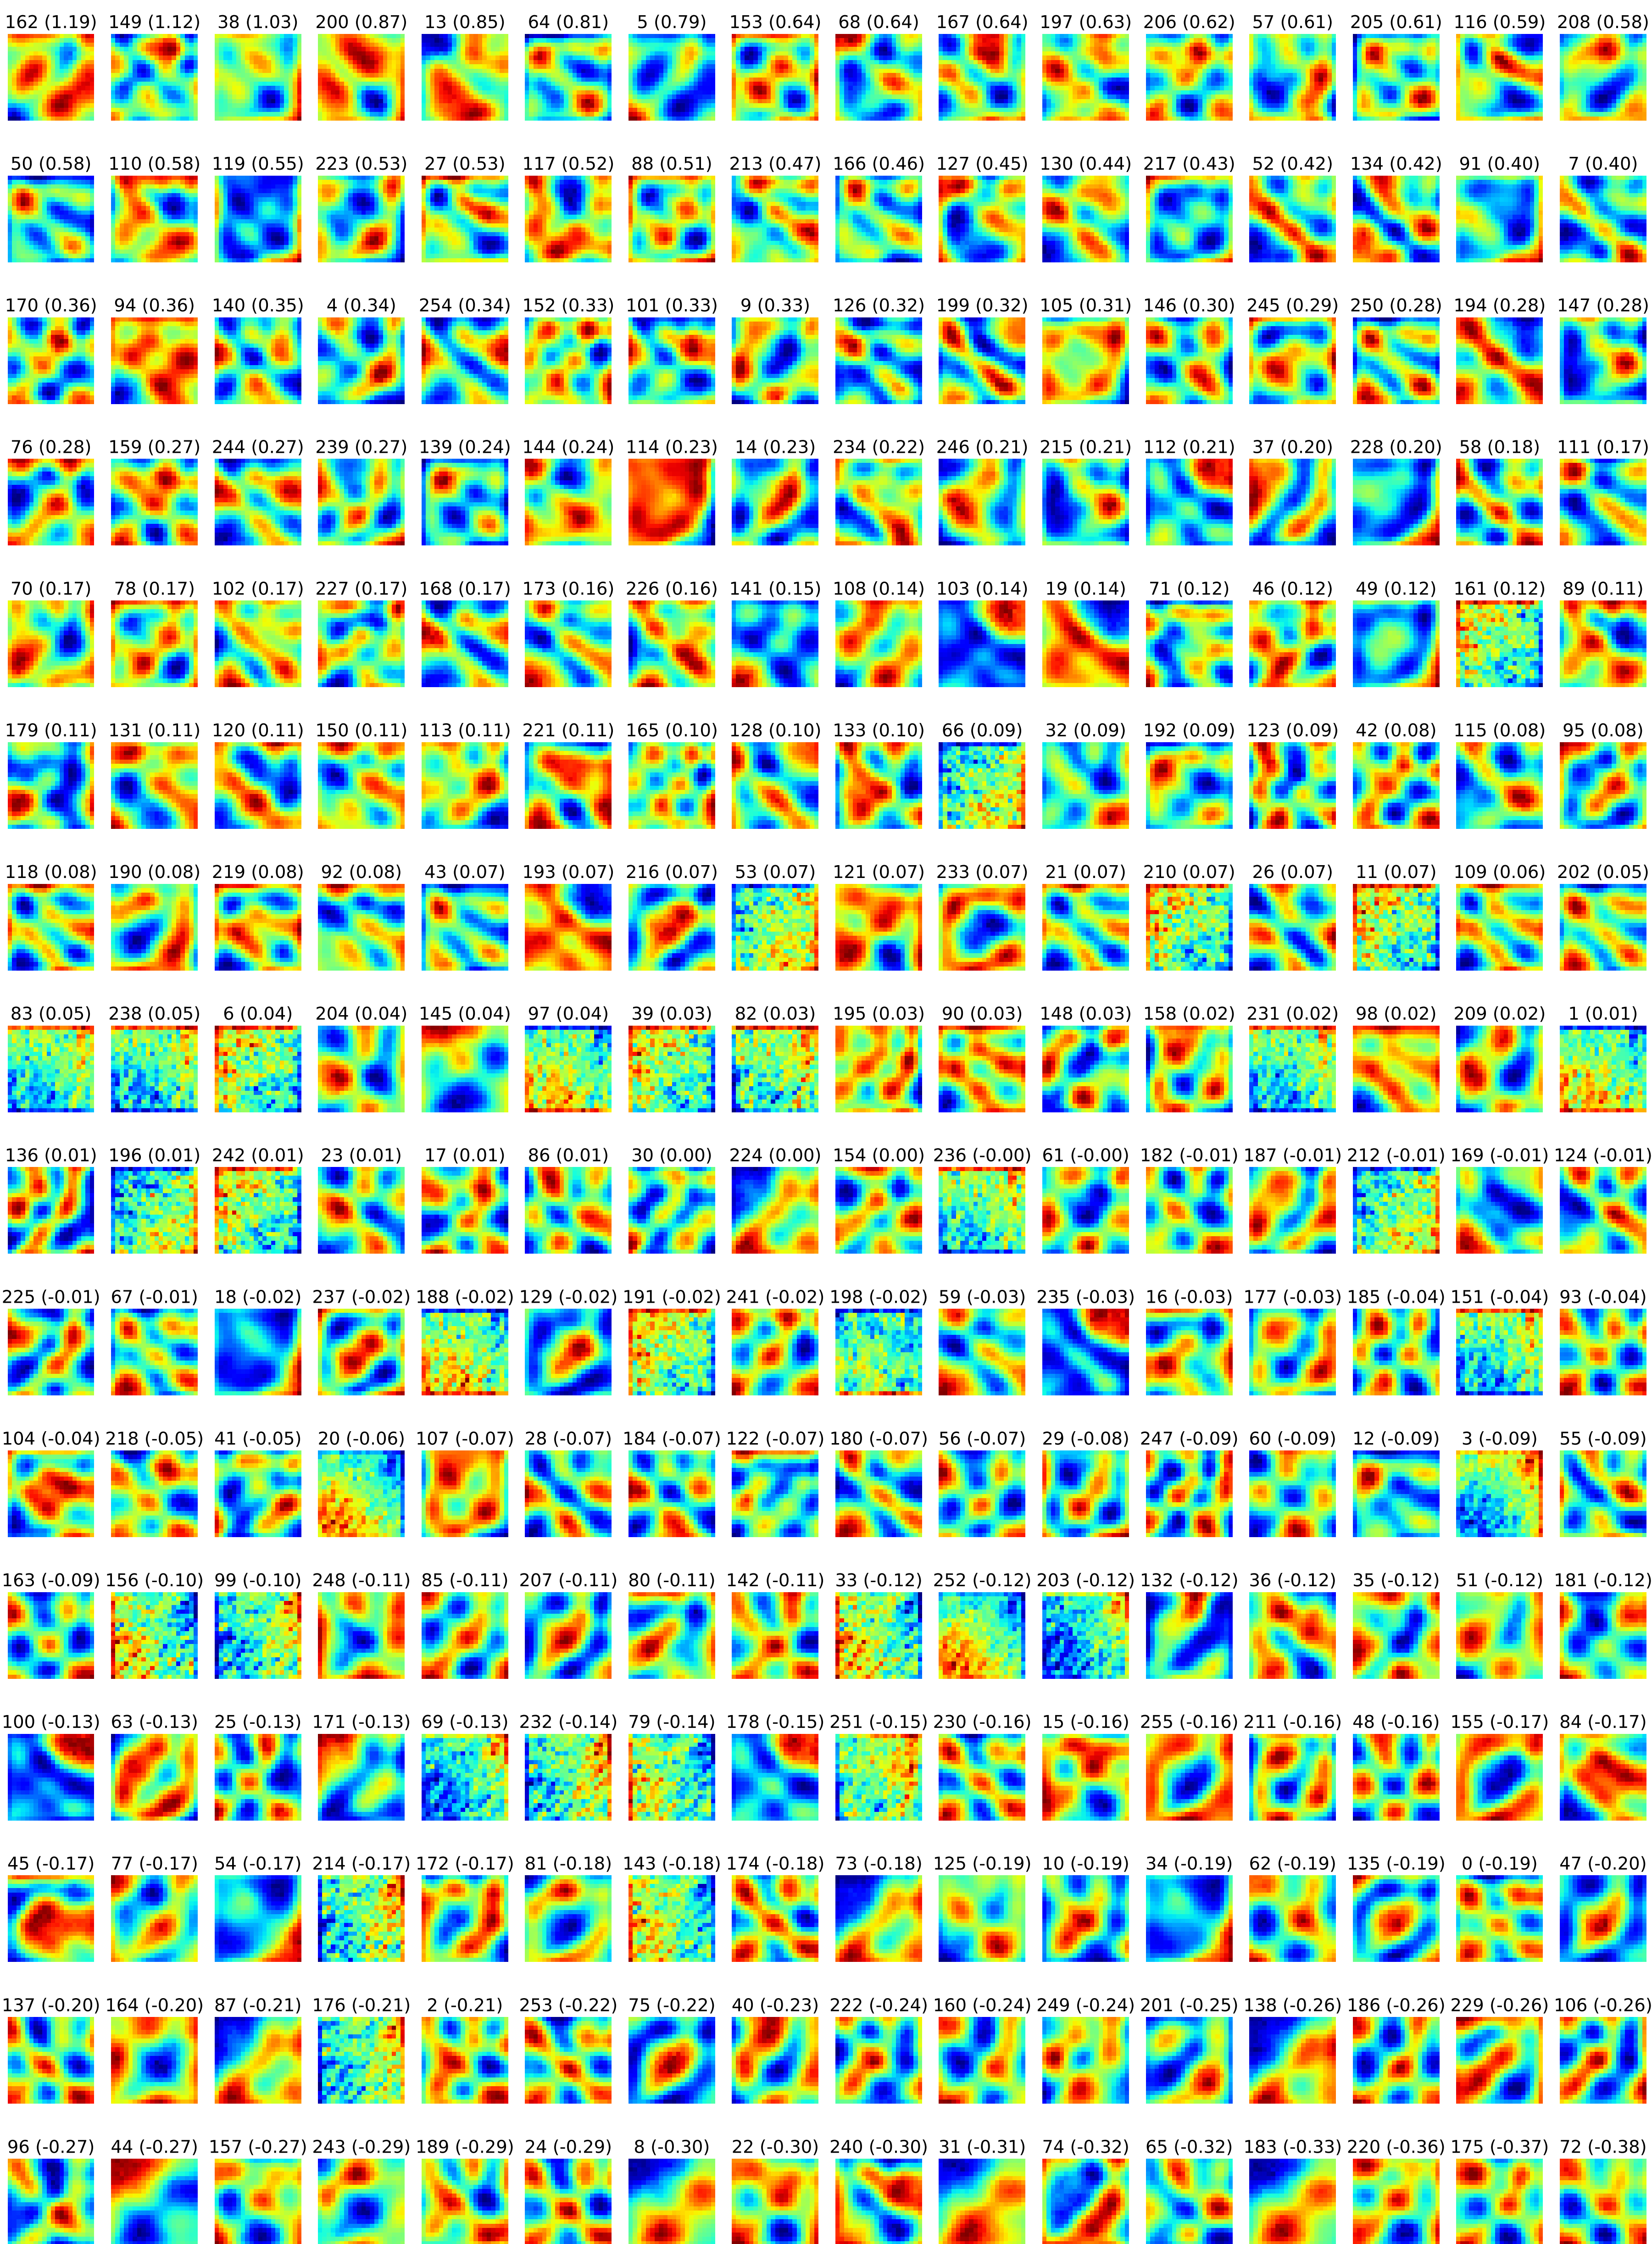 162 (1.19) 149 (1.12) 38 (1.03) 200 (0.87) 13 (0.85) 64 (0.81) 5 (0.79) 153 (0.64) 68 (0.64) 167 (0.64) 197 (0.63) 206 (0.62) 57 (0.61) 205 (0.61) 116 (0.59) 208 (0.58)
50 (0.58) 110 (0.58) 119 (0.55) 223 (0.53) 27 (0.53) 117 (0.52) 88 (0.51) 213 (0.47) 166 (0.46) 127 (0.45) 130 (0.44) 217 (0.43) 52 (0.42) 134 (0.42) 91 (0.40) 7 (0.40)
170 (0.36) 94 (0.36) 140 (0.35) 4 (0.34) 254 (0.34) 152 (0.33) 101 (0.33) 9 (0.33) 126 (0.32) 199 (0.32) 105 (0.31) 146 (0.30) 245 (0.29) 250 (0.28) 194 (0.28) 147 (0.28)
76 (0.28) 159 (0.27) 244 (0.27) 239 (0.27) 139 (0.24) 144 (0.24) 114 (0.23) 14 (0.23) 234 (0.22) 246 (0.21) 215 (0.21) 112 (0.21) 37 (0.20) 228 (0.20) 58 (0.18) 111 (0.17)
70 (0.17) 78 (0.17) 102 (0.17) 227 (0.17) 168 (0.17) 173 (0.16) 226 (0.16) 141 (0.15) 108 (0.14) 103 (0.14) 19 (0.14) 71 (0.12) 46 (0.12) 49 (0.12) 161 (0.12) 89 (0.11)
179 (0.11) 131 (0.11) 120 (0.11) 150 (0.11) 113 (0.11) 221 (0.11) 165 (0.10) 128 (0.10) 133 (0.10) 66 (0.09) 32 (0.09) 192 (0.09) 123 (0.09) 42 (0.08) 115 (0.08) 95 (0.08)
118 (0.08) 190 (0.08) 219 (0.08) 92 (0.08) 43 (0.07) 193 (0.07) 216 (0.07) 53 (0.07) 121 (0.07) 233 (0.07) 21 (0.07) 210 (0.07) 26 (0.07) 11 (0.07) 109 (0.06) 202 (0.05)
83 (0.05) 238 (0.05) 6 (0.04) 204 (0.04) 145 (0.04) 97 (0.04) 39 (0.03) 82 (0.03) 195 (0.03) 90 (0.03) 148 (0.03) 158 (0.02) 231 (0.02) 98 (0.02) 209 (0.02) 1 (0.01)
136 (0.01) 196 (0.01) 242 (0.01) 23 (0.01) 17 (0.01) 86 (0.01) 30 (0.00) 224 (0.00) 154 (0.00) 236 (-0.00) 61 (-0.00) 182 (-0.01) 187 (-0.01) 212 (-0.01) 169 (-0.01) 124 (-0.01)
225 (-0.01) 67 (-0.01) 18 (-0.02) 237 (-0.02) 188 (-0.02) 129 (-0.02) 191 (-0.02) 241 (-0.02) 198 (-0.02) 59 (-0.03) 235 (-0.03) 16 (-0.03) 177 (-0.03) 185 (-0.04) 151 (-0.04) 93 (-0.04)
104 (-0.04) 218 (-0.05) 41 (-0.05) 20 (-0.06) 107 (-0.07) 28 (-0.07) 184 (-0.07) 122 (-0.07) 180 (-0.07) 56 (-0.07) 29 (-0.08) 247 (-0.09) 60 (-0.09) 12 (-0.09) 3 (-0.09) 55 (-0.09)
163 (-0.09) 156 (-0.10) 99 (-0.10) 248 (-0.11) 85 (-0.11) 207 (-0.11) 80 (-0.11) 142 (-0.11) 33 (-0.12) 252 (-0.12) 203 (-0.12) 132 (-0.12) 36 (-0.12) 35 (-0.12) 51 (-0.12) 181 (-0.12)
100 (-0.13) 63 (-0.13) 25 (-0.13) 171 (-0.13) 69 (-0.13) 232 (-0.14) 79 (-0.14) 178 (-0.15) 251 (-0.15) 230 (-0.16) 15 (-0.16) 255 (-0.16) 211 (-0.16) 48 (-0.16) 155 (-0.17) 84 (-0.17)
45 (-0.17) 77 (-0.17) 54 (-0.17) 214 (-0.17) 172 (-0.17) 81 (-0.18) 143 (-0.18) 174 (-0.18) 73 (-0.18) 125 (-0.19) 10 (-0.19) 34 (-0.19) 62 (-0.19) 135 (-0.19) 0 (-0.19) 47 (-0.20)
137 (-0.20) 164 (-0.20) 87 (-0.21) 176 (-0.21) 2 (-0.21) 253 (-0.22) 75 (-0.22) 40 (-0.23) 222 (-0.24) 160 (-0.24) 249 (-0.24) 201 (-0.25) 138 (-0.26) 186 (-0.26) 229 (-0.26) 106 (-0.26)
96 (-0.27) 44 (-0.27) 157 (-0.27) 243 (-0.29) 189 (-0.29) 24 (-0.29) 8 (-0.30) 22 (-0.30) 240 (-0.30) 31 (-0.31) 74 (-0.32) 65 (-0.32) 183 (-0.33) 220 (-0.36) 175 (-0.37) 72 (-0.38)